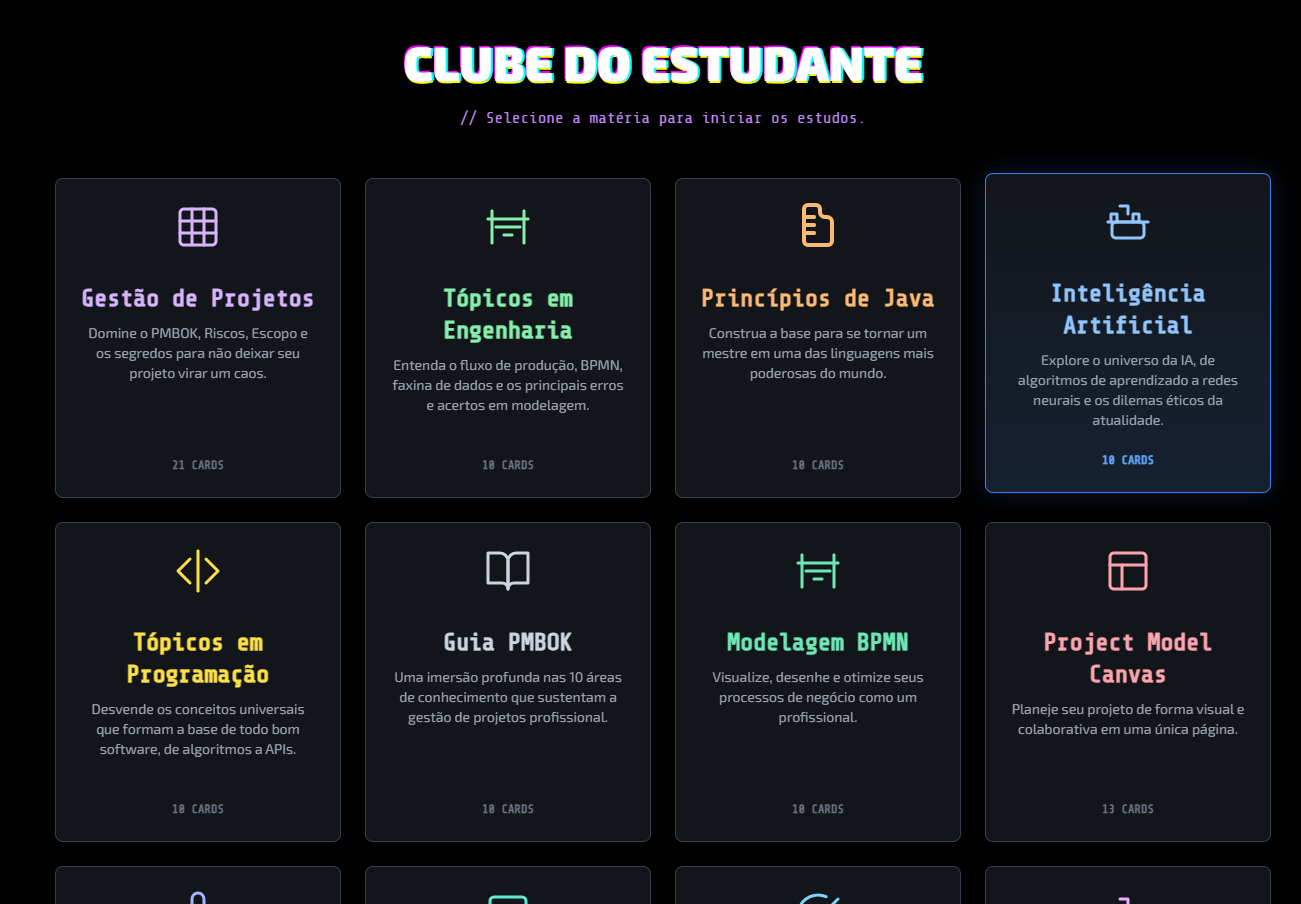 CLUBE DO ESTUDANTE
// Selecione a matéria para iniciar os estudos.
Gestão de Projetos
Domine o PMBOK, Riscos, Escopo e
os segredos para não deixar seu
projeto virar um caos.
21 CARDS
Tópicos em
Engenharia
Entenda o fluxo de produção, BPMN,
faxina de dados e os principais erros
e acertos em modelagem.
10 CARDS
Princípios de Java
Construa a base para se tornar um
mestre em uma das linguagens mais
poderosas do mundo.
10 CARDS
Inteligência
Artificial
Explore o universo da IA, de
algoritmos de aprendizado a redes
neurais e os dilemas éticos da
atualidade.
10 CARDS
Tópicos em
Programação
Desvende os conceitos universais
que formam a base de todo bom
software, de algoritmos a APIs.
10 CARDS
Guia PMBOK
Uma imersão profunda nas 10 áreas
de conhecimento que sustentam a
gestão de projetos profissional.
10 CARDS
Modelagem BPMN
Visualize, desenhe e otimize seus
processos de negócio como um
profissional.
10 CARDS
Project Model
Canvas
Planeje seu projeto de forma visual e
colaborativa em uma única página.
13 CARDS